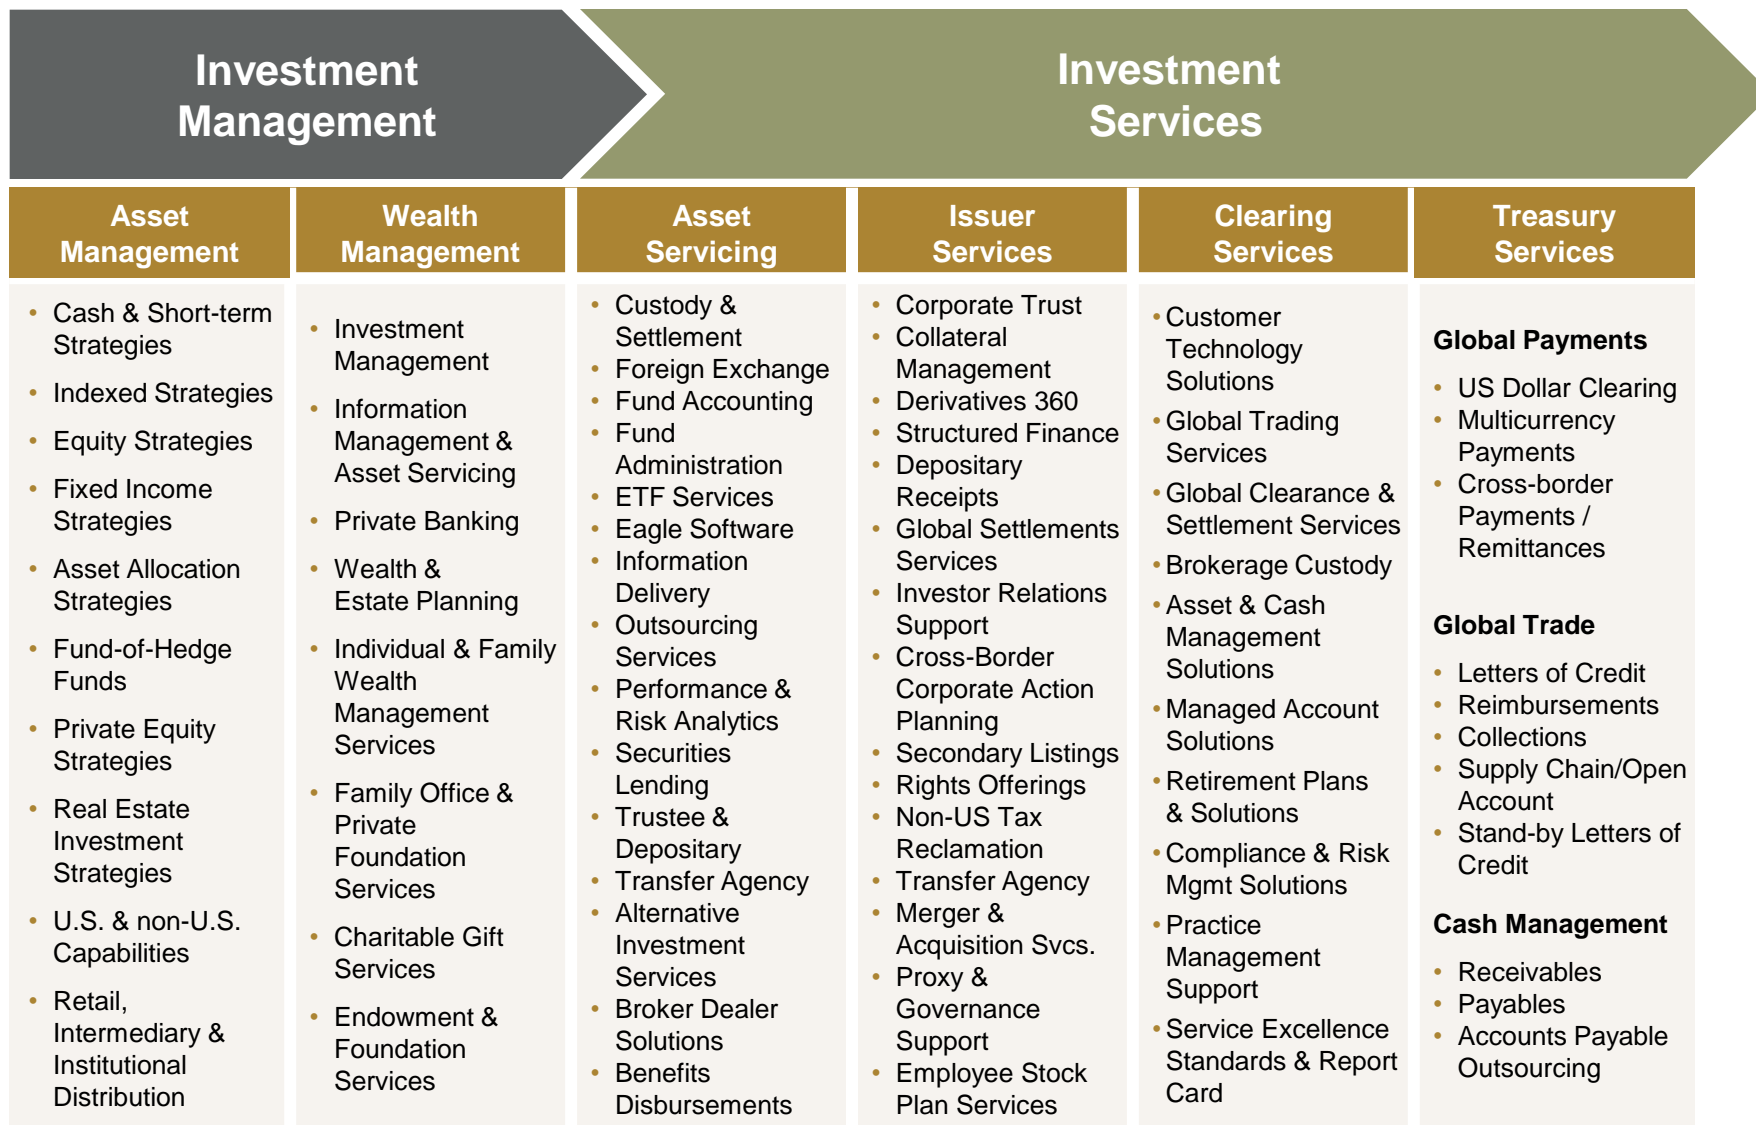 Investment
Management
Investment
Services
Asset
Management
• Cash & Short-term
Strategies
• Indexed Strategies
• Equity Strategies
• Fixed Income
Strategies
• Asset Allocation
Strategies
• Fund-of-Hedge
Funds
• Private Equity
Strategies
• Real Estate
Investment
Strategies
• U.S. & non-U.S.
Capabilities
• Retail,
Intermediary &
Institutional
Distribution
Wealth
Management
• Investment
Management
• Information
Management &
Asset Servicing
• Private Banking
• Wealth &
Estate Planning
• Individual & Family
Wealth
Management
Services
• Family Office &
Private
Foundation
Services
• Charitable Gift
Services
• Endowment &
Foundation
Services
Asset
Servicing
• Custody &
Settlement
• Foreign Exchange
• Fund Accounting
• Fund
Administration
• ETF Services
• Eagle Software
• Information
Delivery
• Outsourcing
Services
• Performance &
Risk Analytics
• Securities
Lending
• Trustee &
Depositary
• Transfer Agency
• Alternative
Investment
Services
• Broker Dealer
Solutions
• Benefits
Disbursements
Issuer
Services
• Corporate Trust
• Collateral
Management
• Derivatives 360
• Structured Finance
• Depositary
Receipts
• Global Settlements
Services
• Investor Relations
Support
• Cross-Border
Corporate Action
Planning
• Secondary Listings
• Rights Offerings
• Non-US Tax
Reclamation
• Transfer Agency
• Merger &
Acquisition Svcs.
• Proxy &
Governance
Support
• Employee Stock
Plan Services
Clearing
Services
• Customer
Technology
Solutions
• Global Trading
Services
• Global Clearance &
Settlement Services
• Brokerage Custody
• Asset & Cash
Management
Solutions
• Managed Account
Solutions
• Retirement Plans
& Solutions
• Compliance & Risk
Mgmt Solutions
• Practice
Management
Support
• Service Excellence
Standards & Report
Card
Treasury
Services
Global Payments
• US Dollar Clearing
• Multicurrency
Payments
• Cross-border
Payments /
Remittances
Global Trade
• Letters of Credit
• Reimbursements
• Collections
• Supply Chain/Open
Account
• Stand-by Letters of
Credit
Cash Management
• Receivables
• Payables
• Accounts Payable
Outsourcing